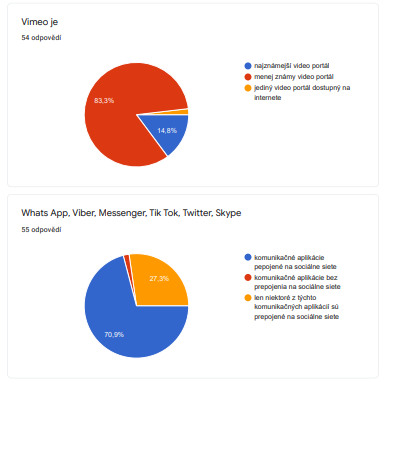 Vimeo je
54 odpovědí
83,3%
14,8%
najznámejší video portál
menej známy video portál
jediný video portál dostupný na
internete
Whats App, Viber, Messenger, Tik Tok, Twitter, Skype
55 odpovědí
27,3%
70,9%
komunikačné aplikácie
pepojené na sociálne siete
komunikačné aplikácie bez
prepojenia na sociálne siete
len niektoré z týchto
komunikačných aplikácií sú
prepojené na sociálne siete